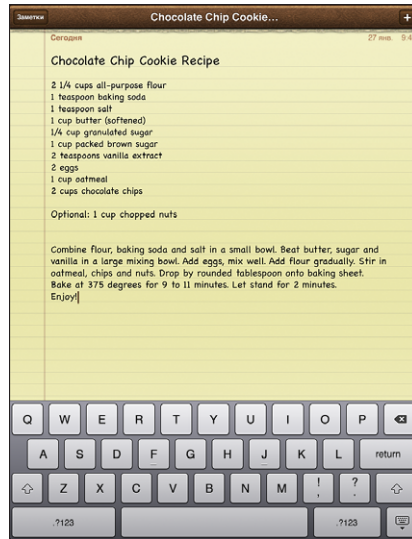 Заметки
Chocolate Chip Cookie...
+
Сегодня
27 янв. 9:4
Chocolate Chip Cookie Recipe
2 1/4 cups all-purpose flour
1 teaspoon baking soda
1 teaspoon salt
1 cup butter (softened)
1/4 cup granulated sugar
1 cup packed brown sugar
2 teaspoons vanilla extract
2 eggs
1 cup oatmeal
2 cups chocolate chips
Optional: 1 cup chopped nuts
Combine flour, baking soda and salt in a small bowl. Beat butter, sugar and
vanilla in a large mixing bowl. Add eggs, mix well. Add flour gradually. Stir in
oatmeal, chips and nuts. Drop by rounded tablespoon onto baking sheet.
Bake at 375 degrees for 9 to 11 minutes. Let stand for 2 minutes.
Enjoy!
Q W E R T Y U I O P
A S D F G H J K L return
Z X C V B N M ! , ? .
.?123 .?123